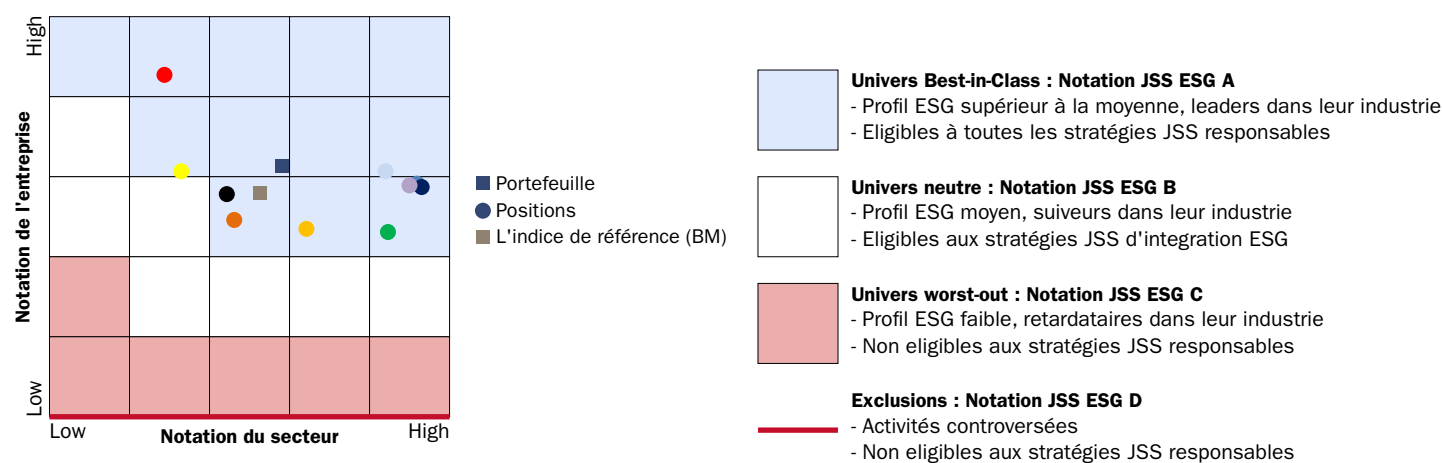 High
Notation de l'entreprise
Low
Low
Notation du secteur
High
Portefeuille
Positions
L'indice de référence (BM)
Univers Best-in-Class : Notation JSS ESG A
- Profil ESG supérieur à la moyenne, leaders dans leur industrie
- Eligibles à toutes les stratégies JSS responsables
Univers neutre : Notation JSS ESG B
- Profil ESG moyen, suiveurs dans leur industrie
- Eligibles aux stratégies JSS d'integration ESG
Univers worst-out : Notation JSS ESG C
- Profil ESG faible, retardataires dans leur industrie
- Non eligibles aux stratégies JSS responsables
Exclusions : Notation JSS ESG D
- Activités controversées
- Non eligibles aux stratégies JSS responsables